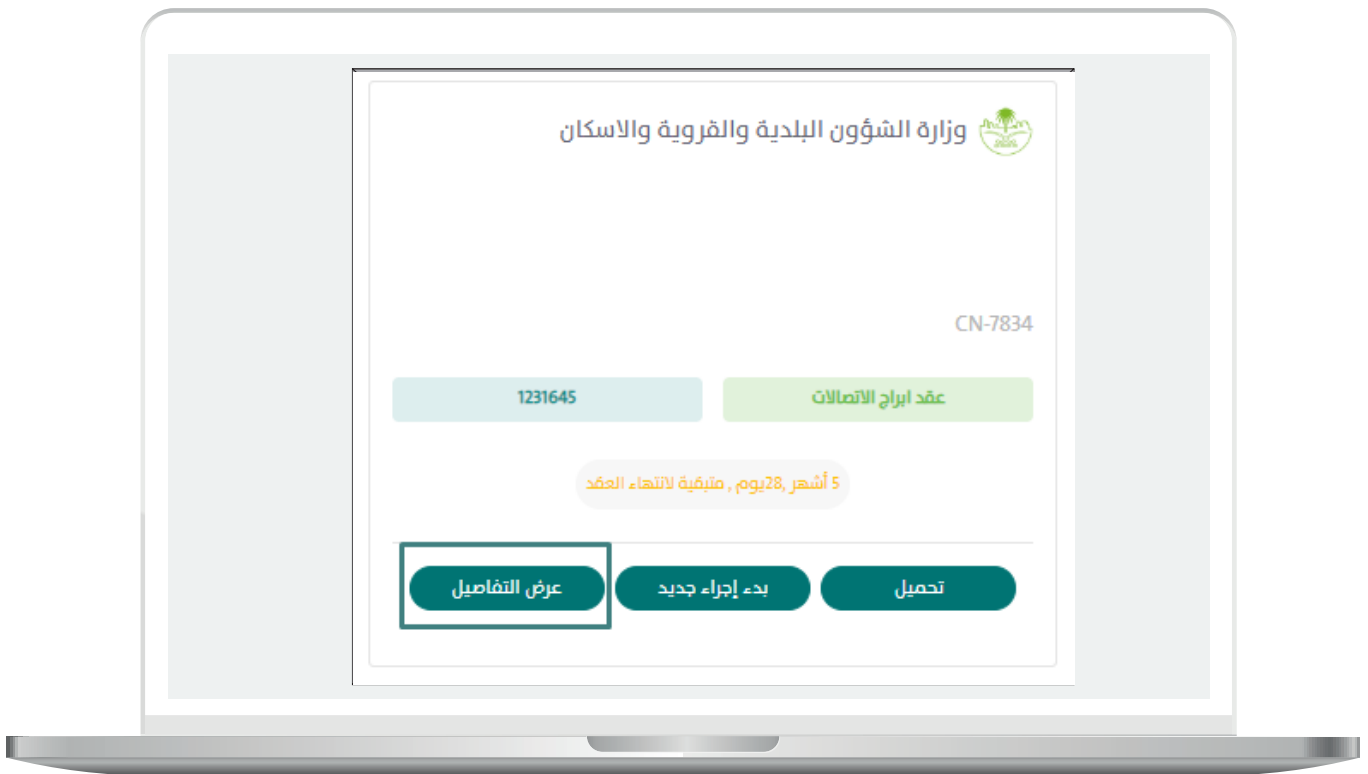 وزارة الشؤون البلدية والقروية والاسكان
CN-7834
عقد ابراج الاتصالات
1231645
5 أشهر ,28يوم , متبقية لانتهاء العقد
تحميل
بدء إجراء جديد
عرض التفاصيل